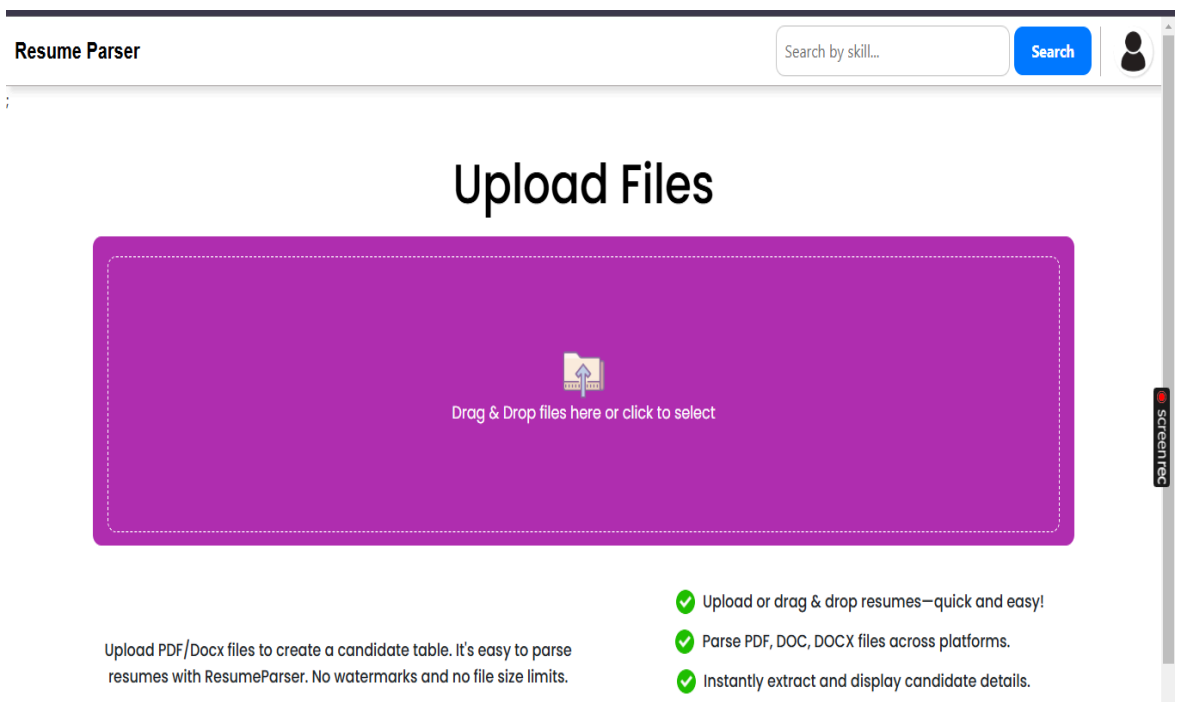 Resume Parser
Search by skill...
Search
;
Upload Files
Drag & Drop files here or click to select
Upload PDF/Docx files to create a candidate table. It's easy to parse
resumes with ResumeParser. No watermarks and no file size limits.
Upload or drag & drop resumes—quick and easy!
Parse PDF, DOC, DOCX files across platforms.
Instantly extract and display candidate details.
screenrec